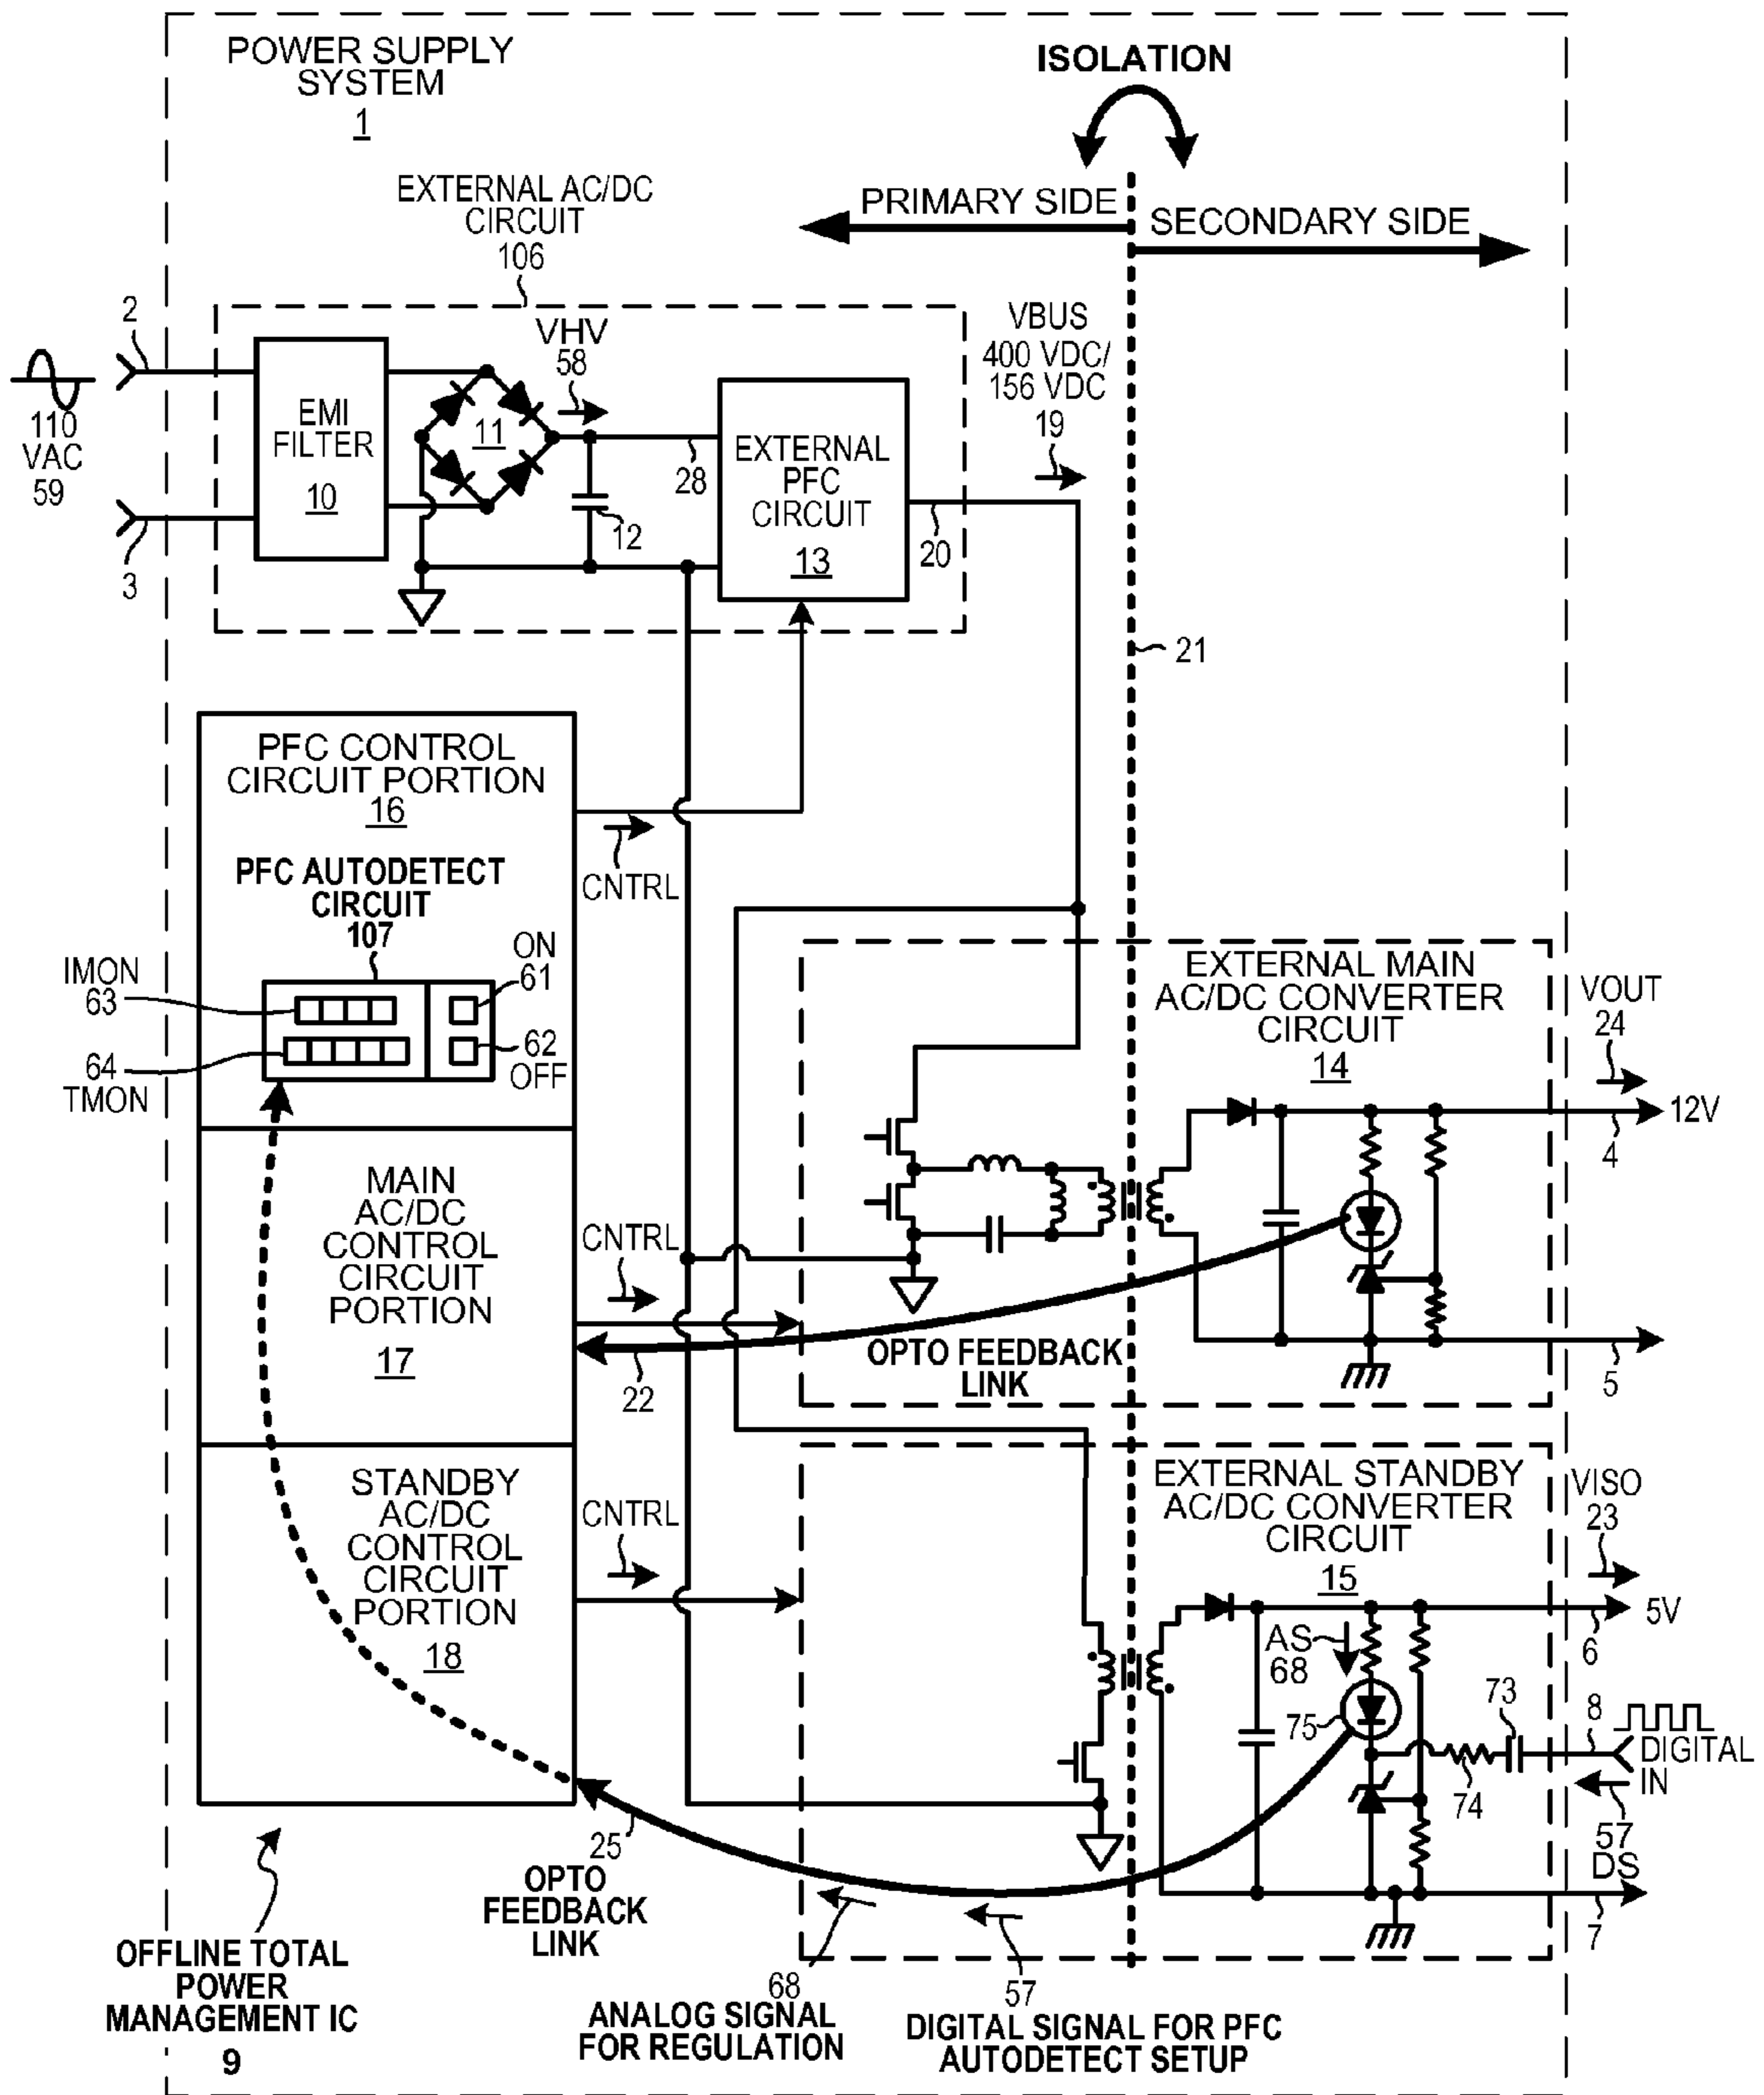 POWER SUPPLY
SYSTEM
1
ISOLATION
PRIMARY SIDE
SECONDARY SIDE
EXTERNAL AC/DC
CIRCUIT
106
2
110
VAC
59
3
EMI
FILTER
10
11
VHV
58
12
28
EXTERNAL
PFC
CIRCUIT
13
20
VBUS
400 VDC/
156 VDC
19
21
PFC CONTROL
CIRCUIT PORTION
16
CNTRL
PFC AUTODETECT
CIRCUIT
107
IMON
63
64
TMON
ON
61
62
OFF
MAIN
AC/DC
CONTROL
CIRCUIT
PORTION
17
CNTRL
22
OPTO FEEDBACK
LINK
EXTERNAL MAIN
AC/DC CONVERTER
CIRCUIT
14
VOUT
24
12V
4
5
STANDBY
AC/DC
CONTROL
CIRCUIT
PORTION
18
CNTRL
25
OPTO
FEEDBACK
LINK
EXTERNAL STANDBY
AC/DC CONVERTER
CIRCUIT
15
VISO
23
5V
6
AS
68
75
73
74
8
DIGITAL
IN
57
DS
7
OFFLINE TOTAL
POWER
MANAGEMENT IC
9
68
ANALOG SIGNAL
FOR REGULATION
57
DIGITAL SIGNAL FOR PFC
AUTODETECT SETUP